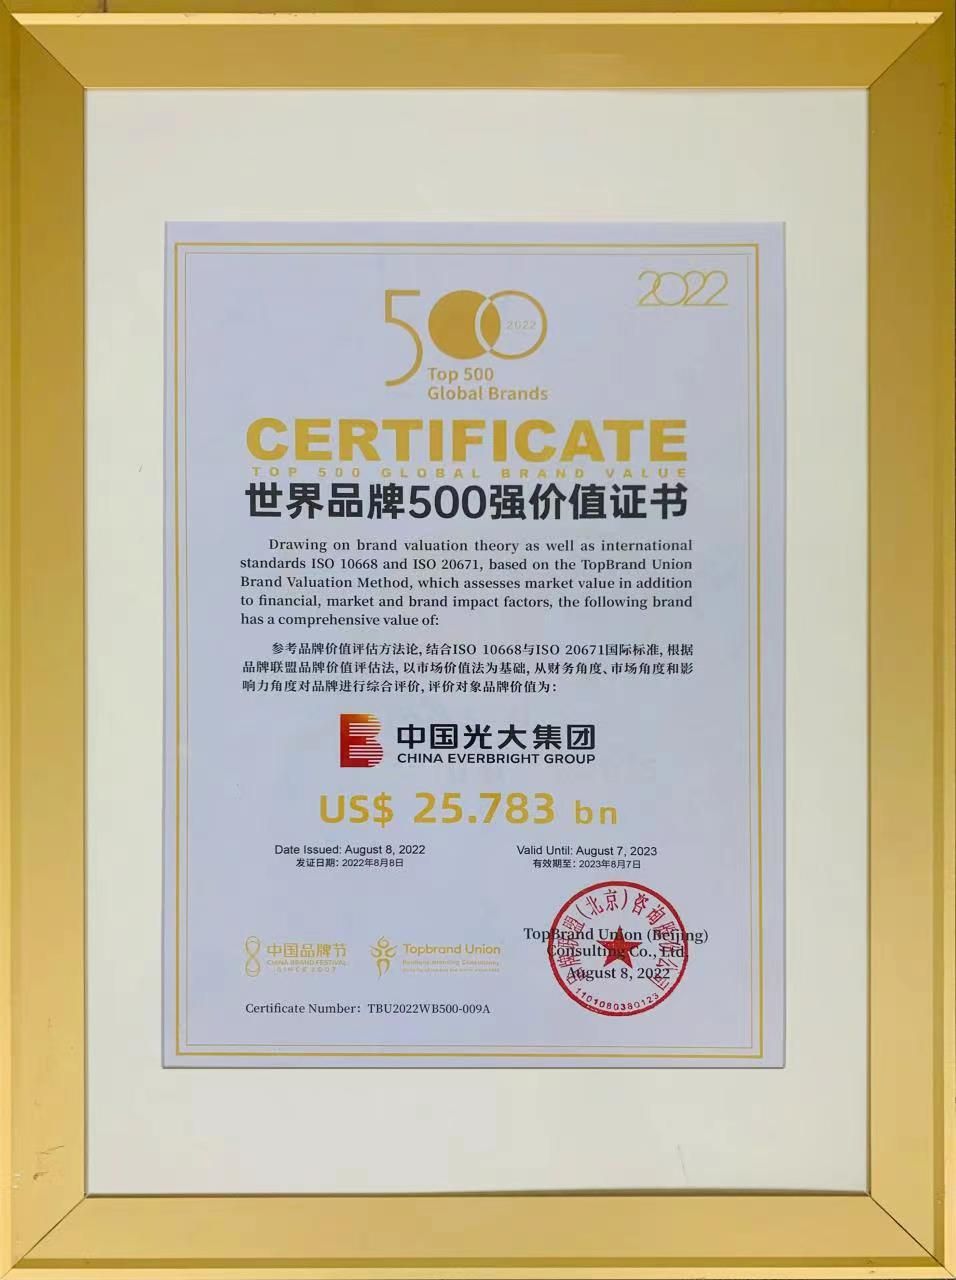 2022
500
2022
Top 500
Global Brands
CERTIFICATE
TOP 500 GLOBAL BRAND VALUE
世界品牌500强价值证书
Drawing on brand valuation theory as well as international
standards ISO 10668 and ISO 20671, based on the TopBrand Union
Brand Valuation Method, which assesses market value in addition
to financial, market and brand impact factors, the following brand
has a comprehensive value of:
参考品牌价值评估方法论,结合ISO 10668与ISO 20671国际标准,根据
品牌联盟品牌价值评估法,以市场价值法为基础,从财务角度、市场角度和影
响力角度对品牌进行综合评价,评价对象品牌价值为:
中国光大集团
CHINA EVERBRIGHT GROUP
US$ 25.783 bn
Date Issued: August 8, 2022
发证日期: 2022年8月8日
Valid Until: August 7, 2023
有效期至: 2023年8月7日
中国品牌节
CHINA BRAND FESTIVAL
SINCE 2007
Topbrand Union
TopBrand Union (Beijing)
Consulting Co., Ltd.
August 8, 2022
品牌联盟(北京)咨询股份公司
1101080380123
Certificate Number: TBU2022WB500-009A